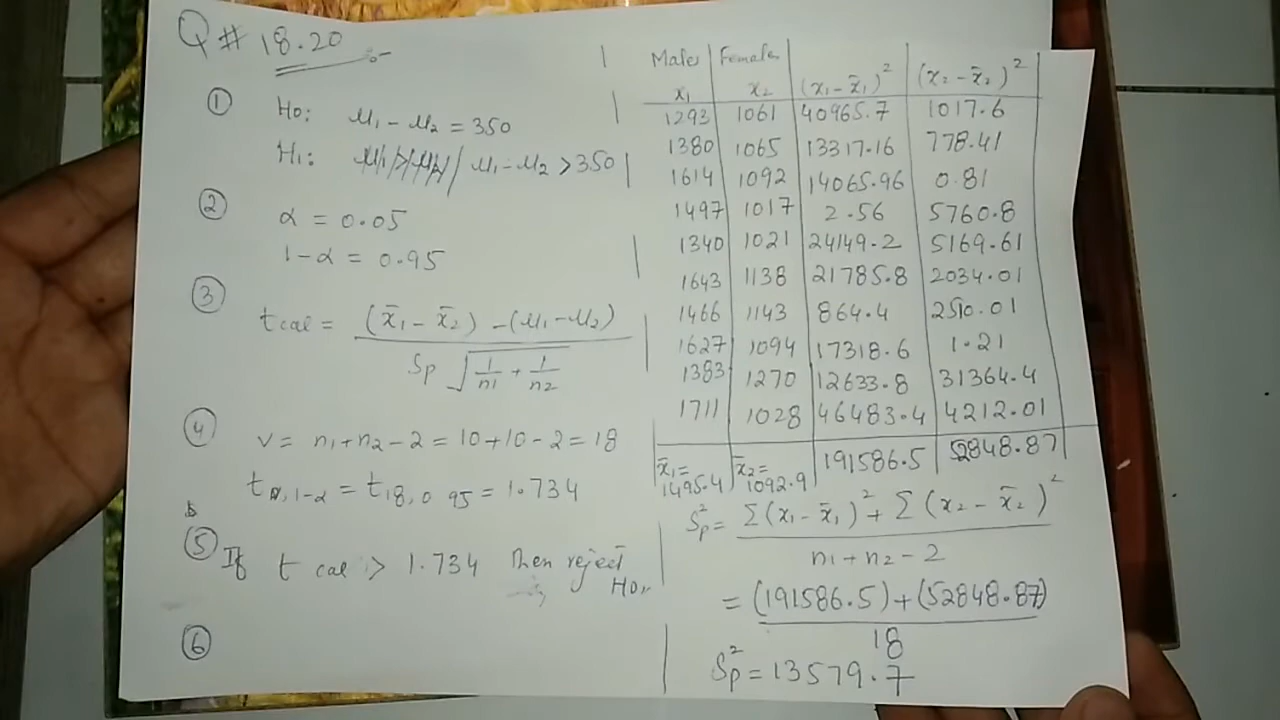 Q # 18.20
① H0: μ1 - μ2 = 350
H1: μ1 - μ2 > 350
② α = 0.05
1-α = 0.95
③ t cal = (x̄1 - x̄2) - (μ1 - μ2) / Sp √(1/n1 + 1/n2)
④ v = n1+n2-2 = 10+10-2 = 18
t v,1-α = t18, 0.95 = 1.734
⑤ If t cal > 1.734 Then reject
H0,,
⑥
Males Females
x1 x2 (x1 - x̄1)² (x2 - x̄2)²
1293 1061 40965.7 1017.6
1380 1065 13317.16 778.41
1614 1092 14065.96 0.81
1497 1017 2.56 5760.8
1340 1021 24149.2 5169.61
1643 1138 21785.8 2034.01
1466 1143 864.4 2510.01
1627 1094 17318.6 1.21
1383 1270 12633.8 31364.4
1711 1028 46483.4 4212.01
x̄1= x̄2= 191586.5 52848.87
1495.4 1092.9
Sp² = Σ(x1 - x̄1)² + Σ(x2 - x̄2)² / n1 + n2 - 2
= (191586.5)+(52848.87) / 18
Sp² = 13579.7